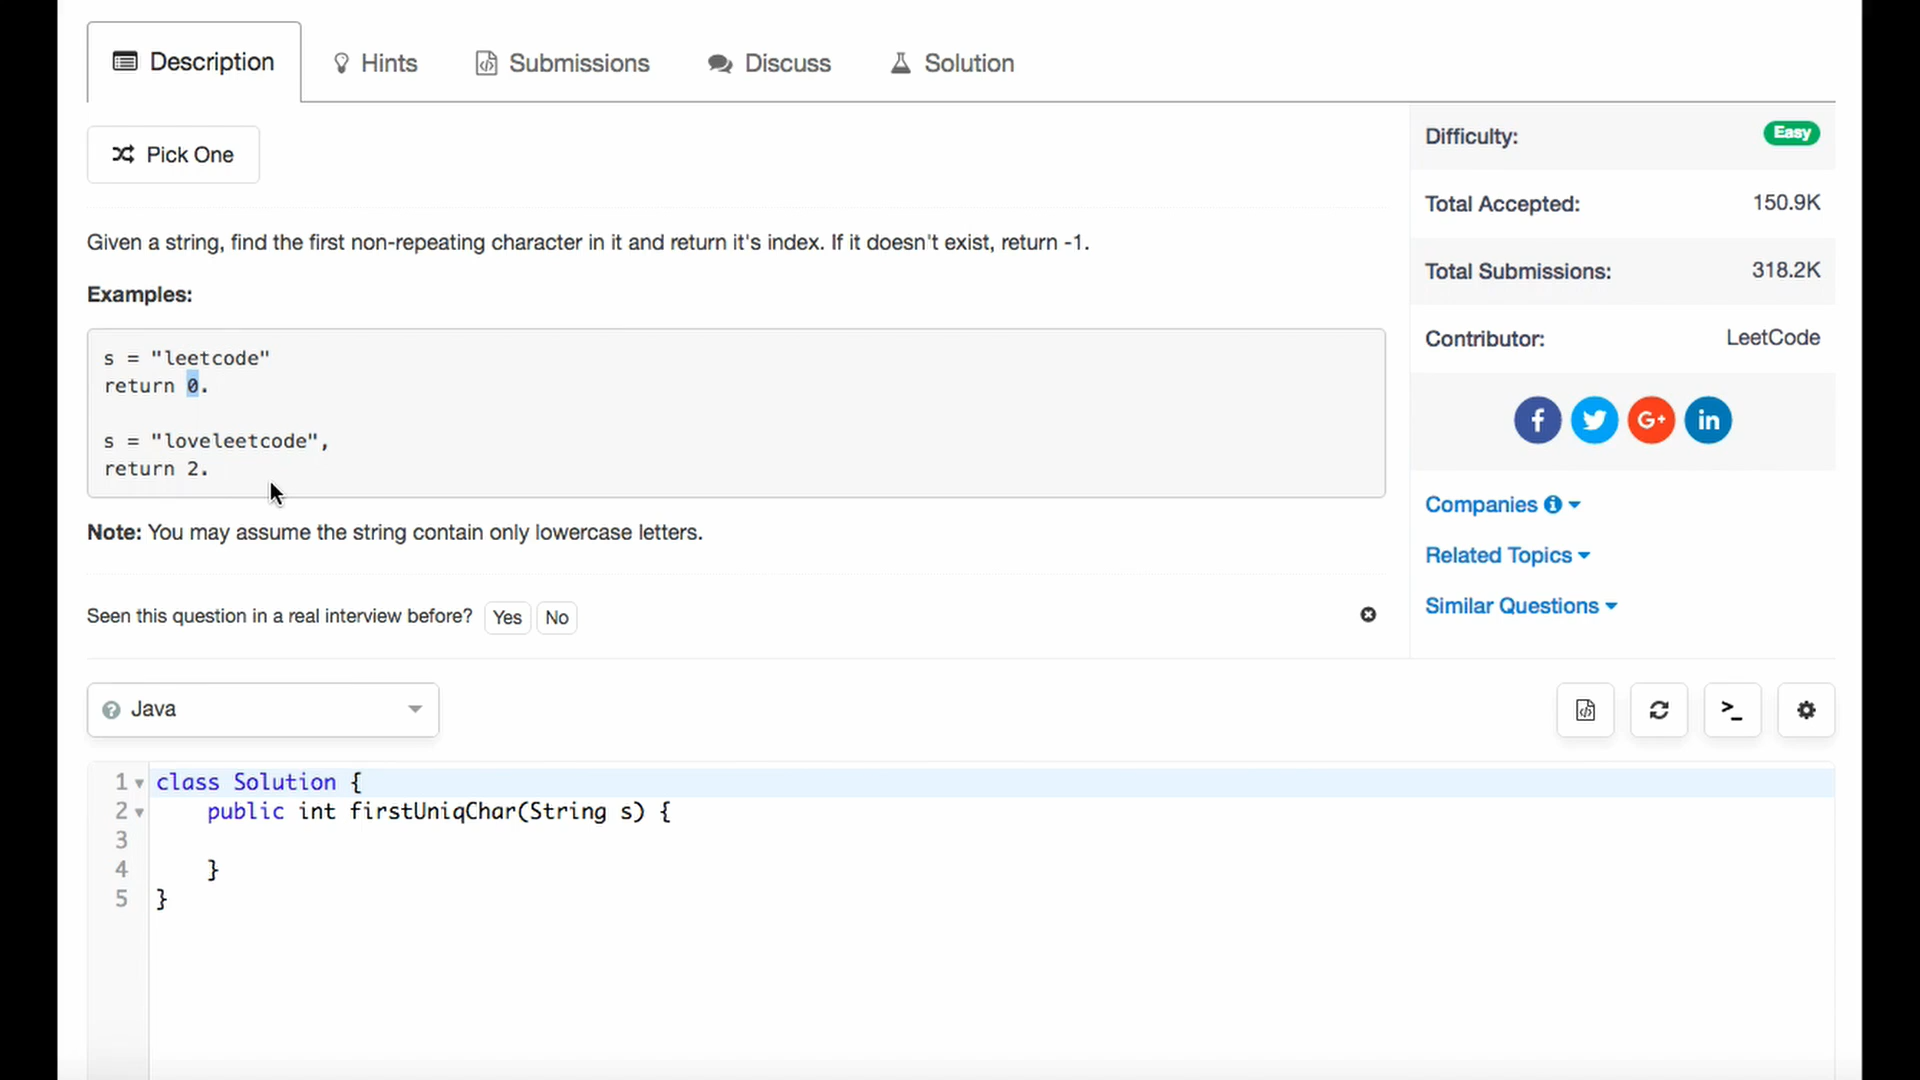 Description
Hints
Submissions
Discuss
Solution
Pick One
Difficulty: Easy
Total Accepted: 150.9K
Total Submissions: 318.2K
Contributor: LeetCode
Given a string, find the first non-repeating character in it and return it's index. If it doesn't exist, return -1.
Examples:
s = "leetcode"
return 0.
s = "loveleetcode",
return 2.
Note: You may assume the string contain only lowercase letters.
f
G+
in
Companies
Related Topics
Similar Questions
Seen this question in a real interview before? Yes No
Java
>_
1 class Solution {
2 public int firstUniqChar(String s) {
3
4 }
5 }